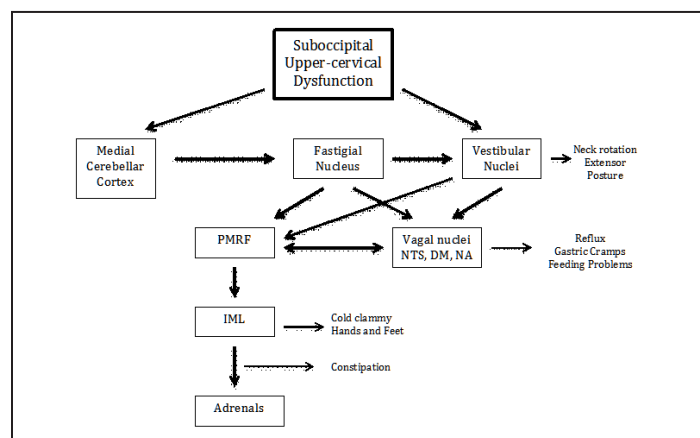 Suboccipital
Upper-cervical
Dysfunction
Medial
Cerebellar
Cortex
Fastigial
Nucleus
Vestibular
Nuclei
Neck rotation
Extensor
Posture
PMRF
Vagal nuclei
NTS, DM, NA
Reflux
Gastric Cramps
Feeding Problems
IML
Cold clammy
Hands and Feet
Constipation
Adrenals